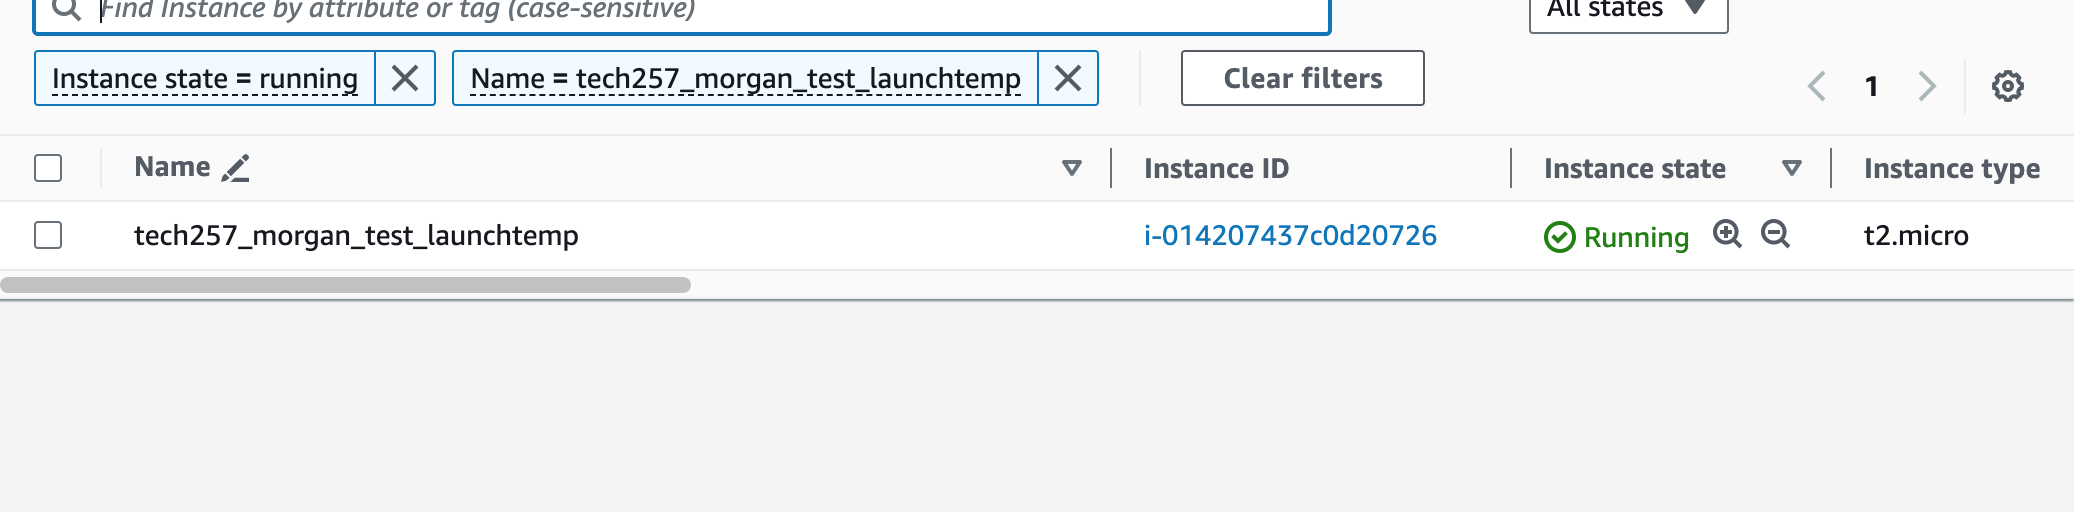 Find Instance by attribute or tag (case-sensitive) All states
Instance state = running Name = tech257_morgan_test_launchtemp Clear filters 1
Name Instance ID Instance state Instance type
tech257_morgan_test_launchtemp i-014207437c0d20726 Running t2.micro